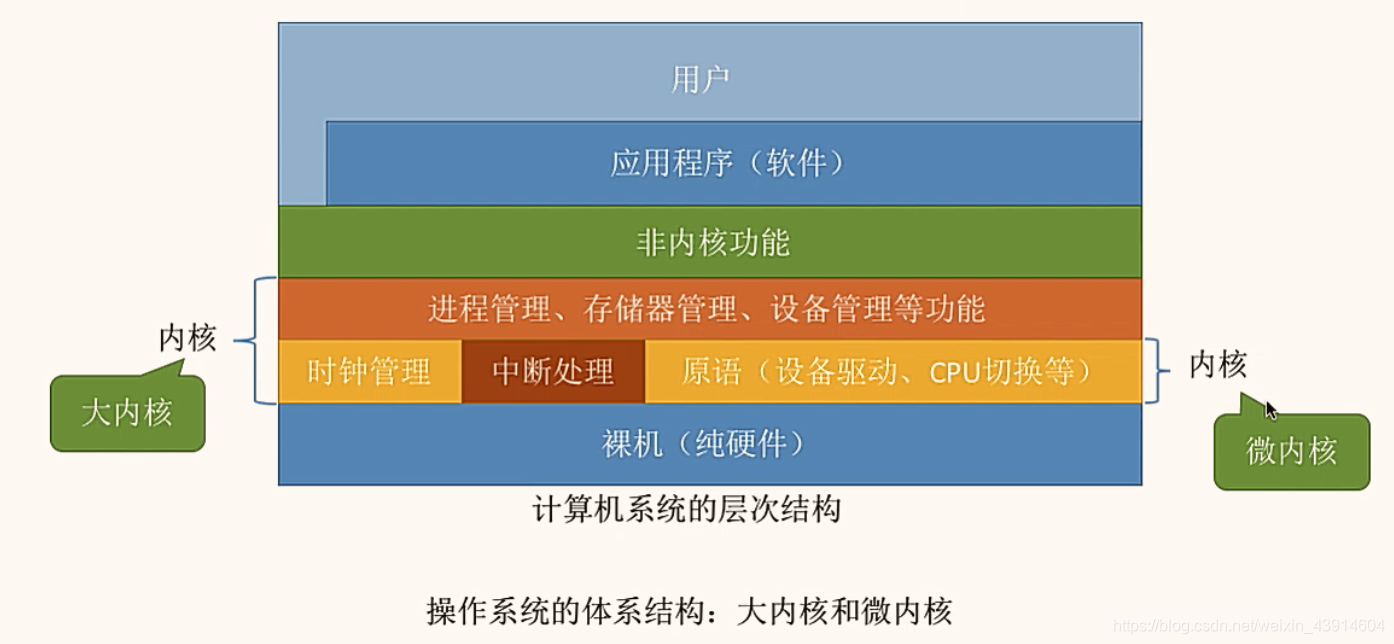 用户
应用程序（软件）
非内核功能
进程管理、存储器管理、设备管理等功能
内核
时钟管理
中断处理
原语（设备驱动、CPU切换等）
内核
大内核
裸机（纯硬件）
微内核
计算机系统的层次结构
操作系统的体系结构：大内核和微内核
https://blog.csdn.net/weixin_43914604